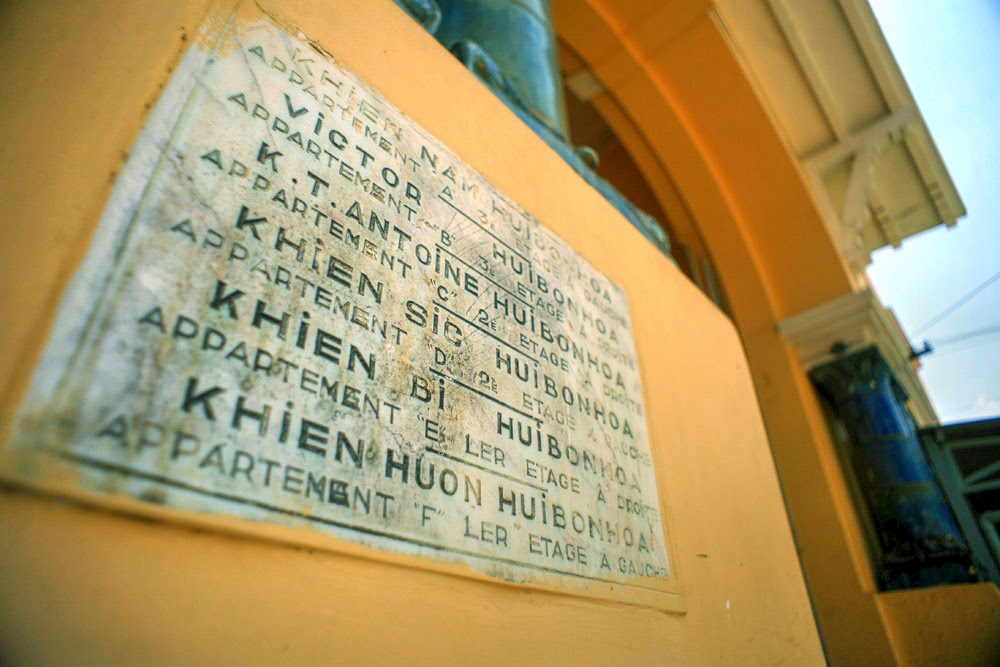 KHiEN NAM HUiBONHOA
APPARTEMENT "A" 3E ETAGE À GAUCHE
ViCTOR HUiBONHOA
APPARTEMENT "B" 3E ETAGE À DROiTE
K.T. ANTOiNE HUiBONHOA
APPARTEMENT "C" 2E ETAGE À DROiTE
KHiEN SiC HUiBONHOA
APPARTEMENT "D" 2E ETAGE À GAUCHE
KHiEN Bi HUiBONHOA
APPARTEMENT "E" LER ETAGE À DROiTE
KHiEN HUON HUiBONHOA
APPARTEMENT "F" LER ETAGE À GAUCHE